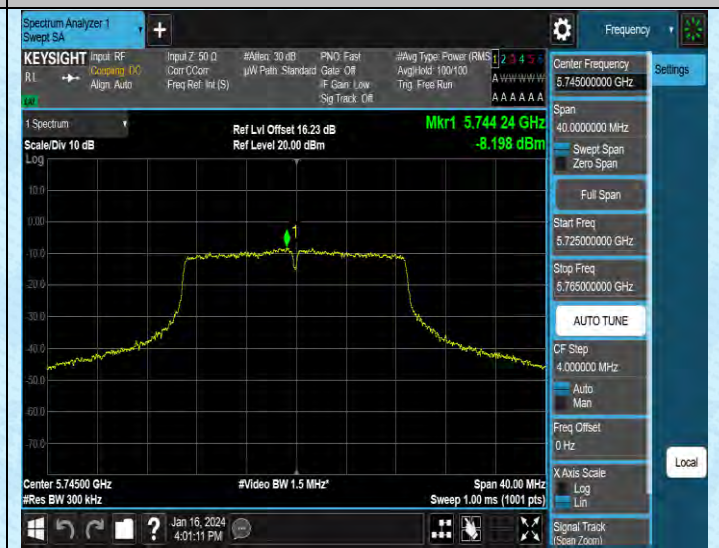 Spectrum Analyzer 1
Swept SA
+
Frequency
KEYSIGHT
Input: RF
Coupling: DC
Align: Auto
Input Z: 50 Ω
Corr CCorr
Freq Ref: Int (S)
#Atten: 30 dB
µW Path: Standard
PNO: Fast
Gate: Off
IF Gain: Low
Sig Track: Off
#Avg Type: Power (RMS
Avg|Hold: 100/100
Trig: Free Run
1 2 3 4 5 6
A W W W W W
A A A A A A
RL
1 Spectrum
Scale/Div 10 dB
Log
Ref Lvl Offset 16.23 dB
Ref Level 20.00 dBm
Mkr1 5.744 24 GHz
-8.198 dBm
10.0
0.00
-10.0
-20.0
-30.0
-40.0
-50.0
-60.0
-70.0
1
Center 5.74500 GHz
#Res BW 300 kHz
#Video BW 1.5 MHz*
Span 40.00 MHz
Sweep 1.00 ms (1001 pts)
Jan 16, 2024
4:01:11 PM
?
Center Frequency
5.745000000 GHz
Settings
Span
40.0000000 MHz
Swept Span
Zero Span
Full Span
Start Freq
5.725000000 GHz
Stop Freq
5.765000000 GHz
AUTO TUNE
CF Step
4.000000 MHz
Auto
Man
Freq Offset
0 Hz
X Axis Scale
Log
Lin
Local
Signal Track
(Span Zoom)